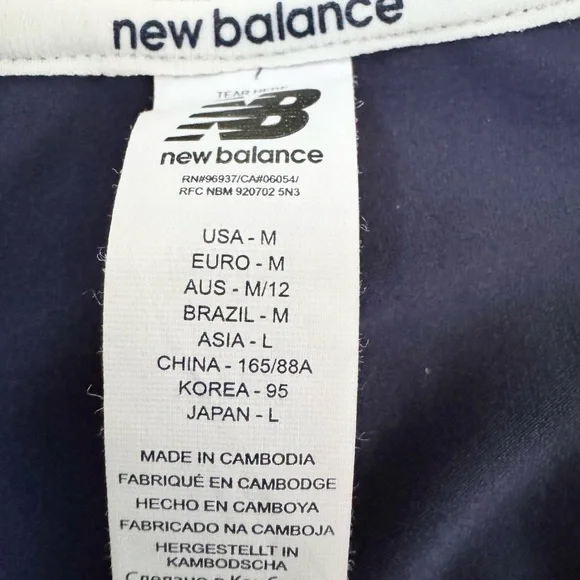 new balance
TEAR HERE
NB
new balance
RN#96937/CA#06054/
RFC NBM 920702 5N3
USA - M
EURO - M
AUS - M/12
BRAZIL - M
ASIA - L
CHINA - 165/88A
KOREA - 95
JAPAN - L
MADE IN CAMBODIA
FABRIQUÉ EN CAMBODGE
HECHO EN CAMBOYA
FABRICADO NA CAMBOJA
HERGESTELLT IN
KAMBODSCHA
Сделано в